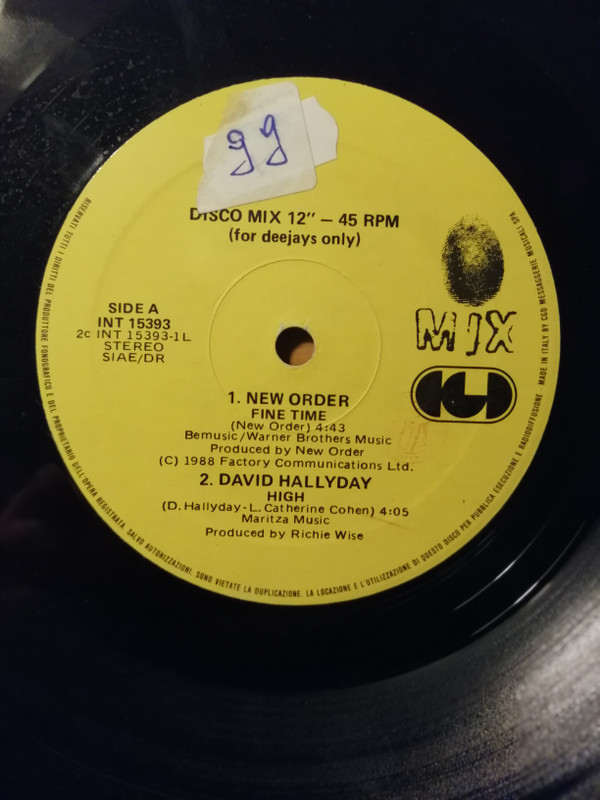 99
DISCO MIX 12" — 45 RPM
(for deejays only)
SIDE A
INT 15393
2c INT 15393-1L
STEREO
SIAE/DR
MIX
1. NEW ORDER
FINE TIME
(New Order) 4:43
Bemusic/Warner Brothers Music
Produced by New Order
(C) 1988 Factory Communications Ltd.
2. DAVID HALLYDAY
HIGH
(D. Hallyday-L. Catherine Cohen) 4:05
Maritza Music
Produced by Richie Wise
RISERVATI TUTTI I DIRITTI DEL PRODUTTORE FONOGRAFICO E DEL PROPRIETARIO DELL'OPERA REGISTRATA. SALVO AUTORIZZAZIONI, SONO VIETATE LA DUPLICAZIONE, LA LOCAZIONE E L'UTILIZZAZIONE DI QUESTO DISCO PER PUBBLICA ESECUZIONE E RADIODIFFUSIONE · MADE IN ITALY BY CGD MESSAGGERIE MUSICALI SPA